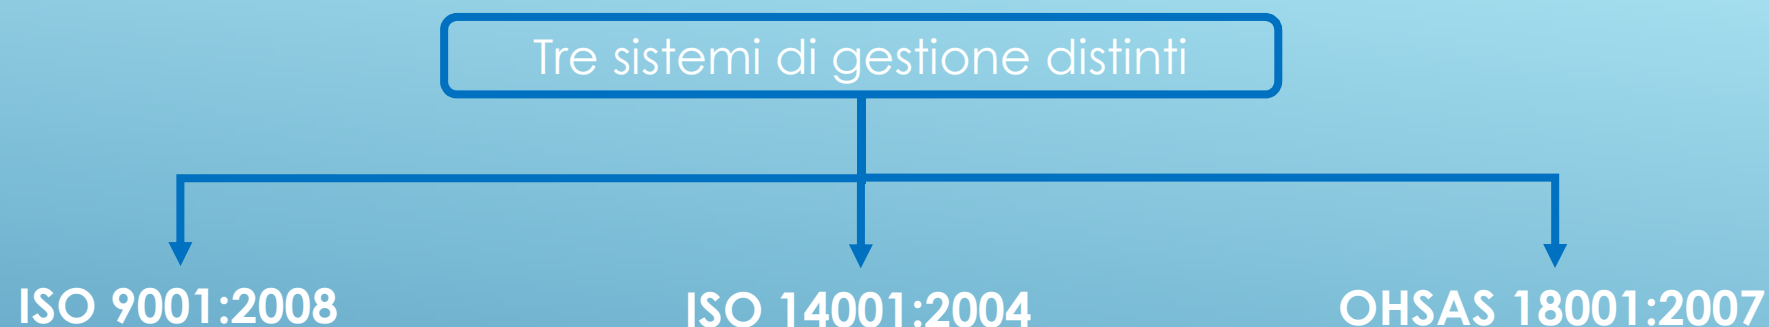 Tre sistemi di gestione distinti
ISO 9001:2008
ISO 14001:2004
OHSAS 18001:2007